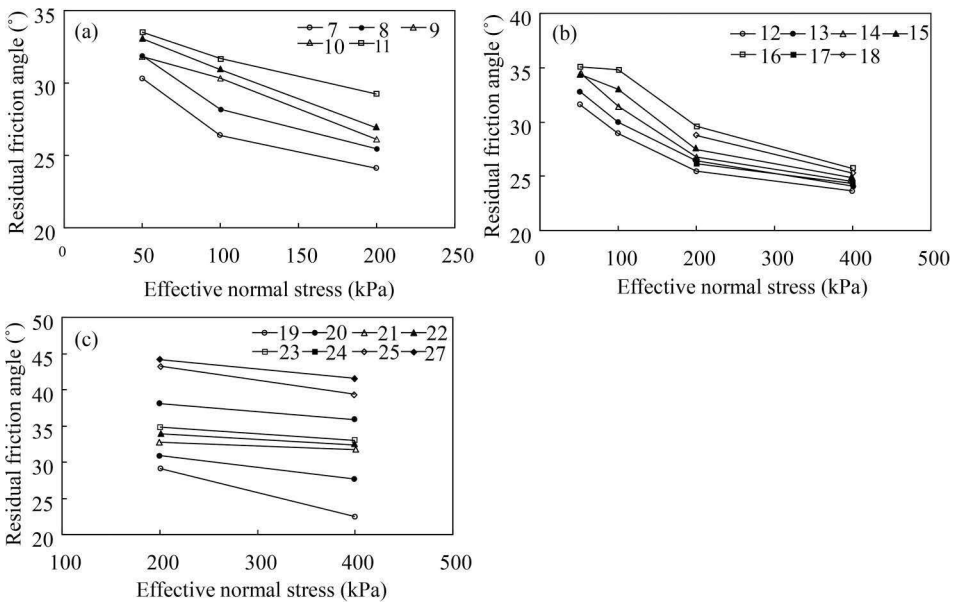 (a)
7 8 9
10 11
Residual friction angle (˚)
35
30
25
20
0 50 100 150 200 250
Effective normal stress (kPa)
(b)
12 13 14 15
16 17 18
Residual friction angle (˚)
40
35
30
25
20
0 100 200 300 400 500
Effective normal stress (kPa)
(c)
19 20 21 22
23 24 25 27
Residual friction angle (˚)
50
45
40
35
30
25
20
100 200 300 400 500
Effective normal stress (kPa)